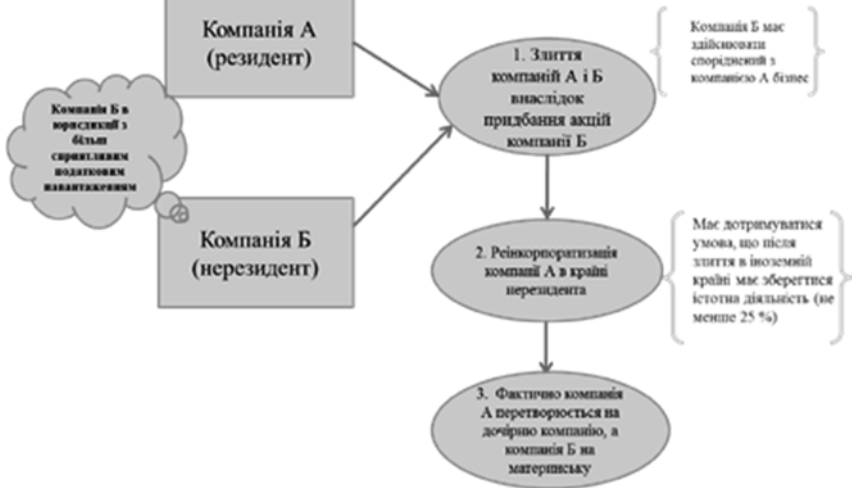 Компанія А
(резидент)
Компанія Б в
юрисдикції з
більш
сприятливим
податковим
навантаженням
Компанія Б
(нерезидент)
1. Злиття
компаній А і Б
внаслідок
придбання акцій
компанії Б
Компанія Б має
здійснювати
споріднений з
компанією А бізнес
2. Реінкорпоратизація
компанії А в країні
нерезидента
Має дотримуватися
умова, що після
злиття в іноземній
країні має зберегтися
істотна діяльність (не
менше 25 %)
3. Фактично компанія
А перетворюється на
дочірню компанію, а
компанія Б на
материнську